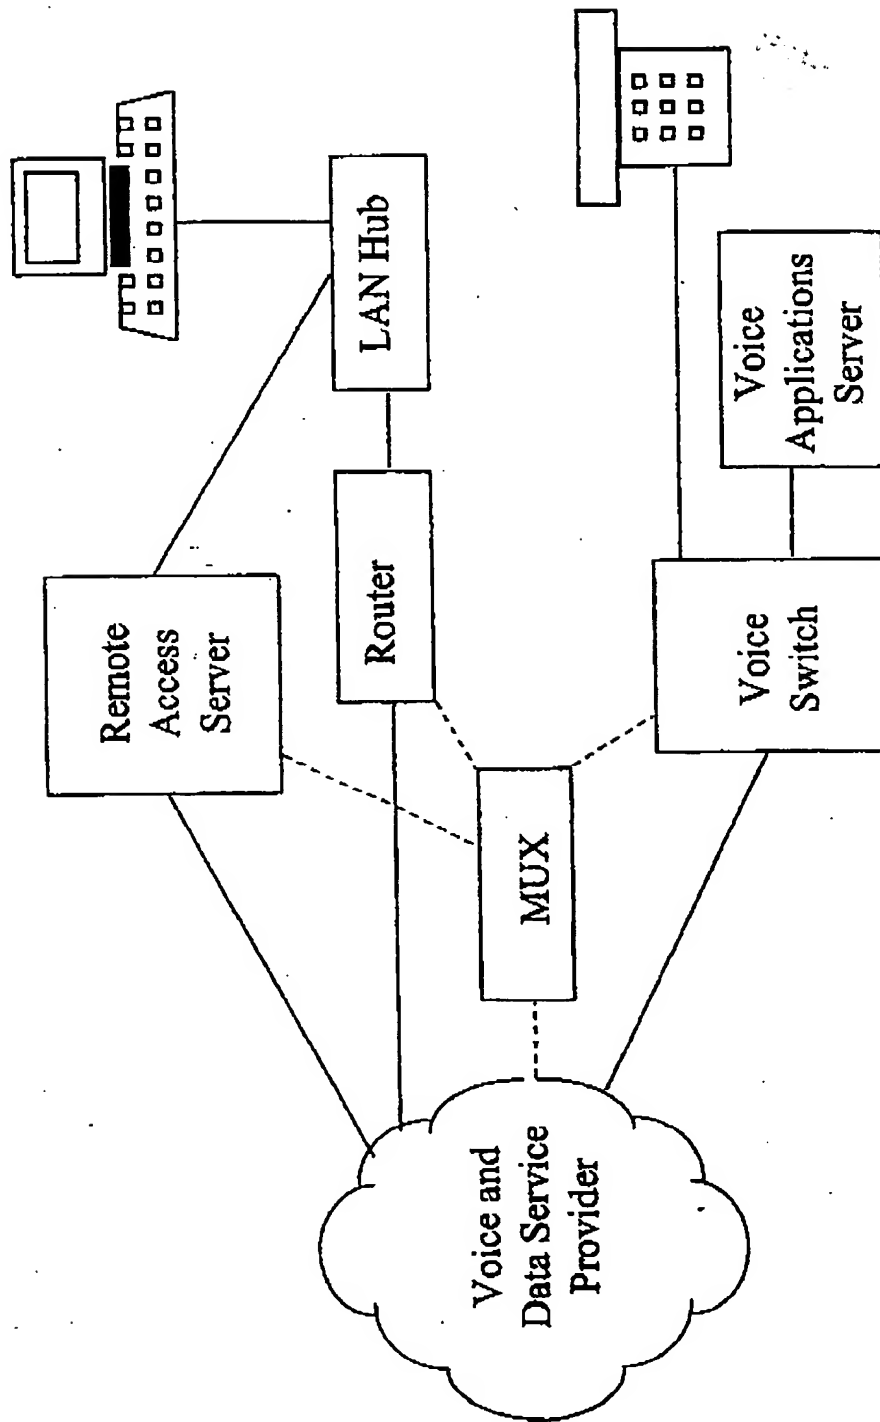 Voice and
Data Service
Provider
MUX
Remote
Access
Server
Router
LAN Hub
Voice
Switch
Voice
Applications
Server